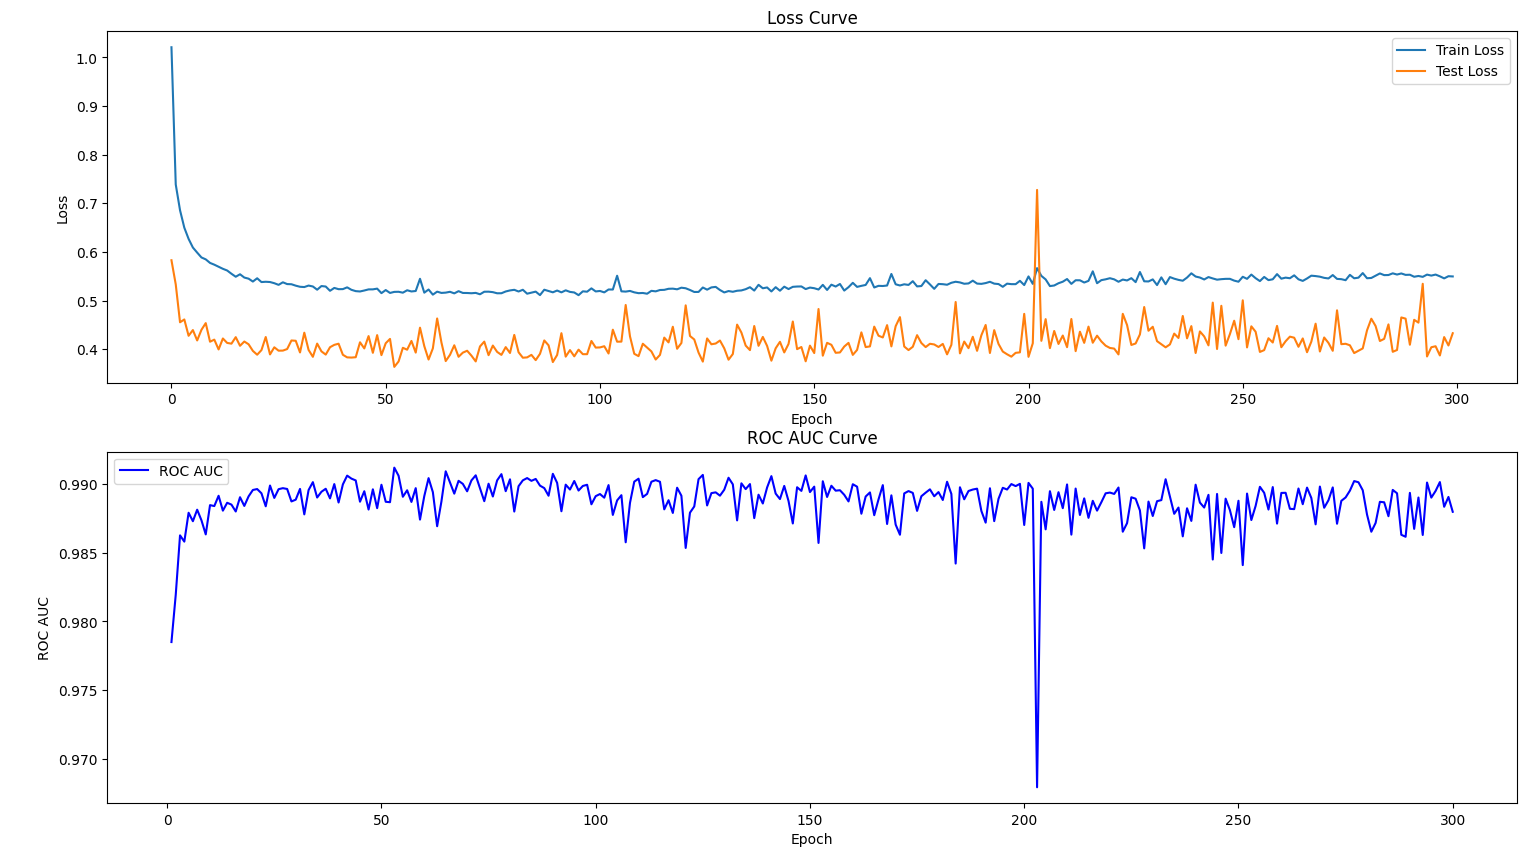 Loss Curve
1.0
0.9
0.8
0.7
0.6
0.5
0.4
Loss
Train Loss
Test Loss
0 50 100 150 200 250 300
Epoch
ROC AUC Curve
0.990
0.985
0.980
0.975
0.970
ROC AUC
ROC AUC
0 50 100 150 200 250 300
Epoch